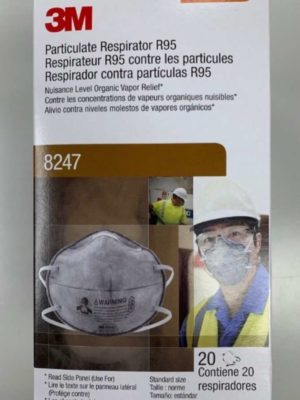 3M
Particulate Respirator R95
Respirateur R95 contre les particules
Respirador contra partículas R95
Nuisance Level Organic Vapor Relief*
Contre les concentrations de vapeurs organiques nuisibles*
Alivio contra niveles molestos de vapores orgánicos*
8247
WARNING
3M
* Read Side Panel (Use For)
* Lire le texte sur le panneau latéral
(Protège contre)
Standard size
Taille : norme
Tamaño: estándar
20
Contiene 20
respiradores